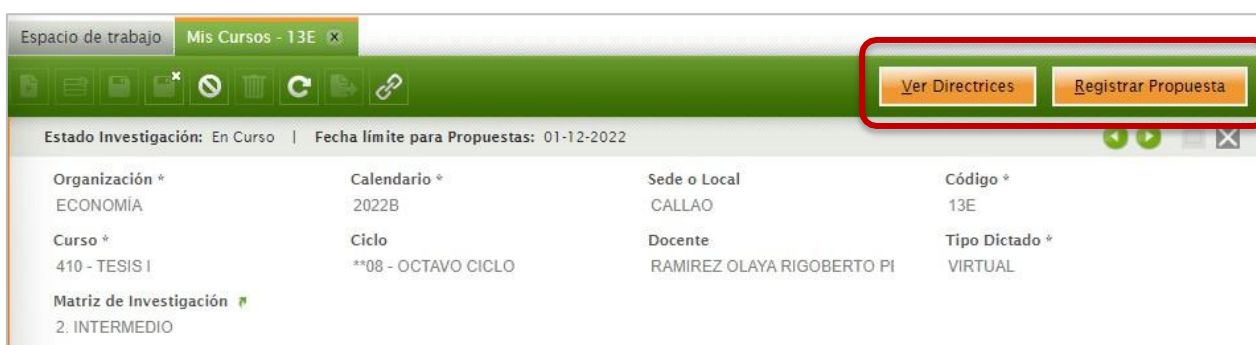 Espacio de trabajo Mis Cursos - 13E
Ver Directrices Registrar Propuesta
Estado Investigación: En Curso | Fecha límite para Propuestas: 01-12-2022
Organización * Calendario * Sede o Local Código *
ECONOMÍA 2022B CALLAO 13E
Curso * Ciclo Docente Tipo Dictado *
410 - TESIS I **08 - OCTAVO CICLO RAMIREZ OLAYA RIGOBERTO PI VIRTUAL
Matriz de Investigación
2. INTERMEDIO